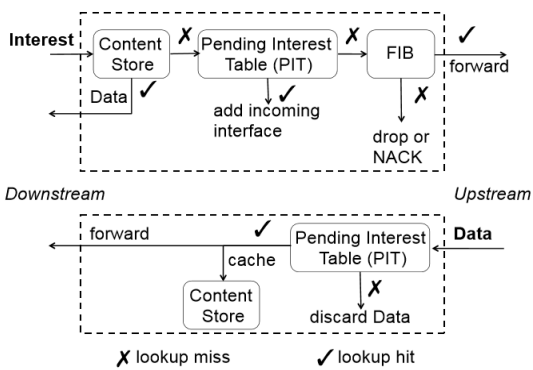 Interest
Content
Store
✗
Pending Interest
Table (PIT)
✗
FIB
✓
forward
Data
✓
✓
add incoming
interface
✗
drop or
NACK
Downstream
Upstream
forward
✓
cache
Content
Store
Pending Interest
Table (PIT)
Data
✗
discard Data
✗ lookup miss
✓ lookup hit